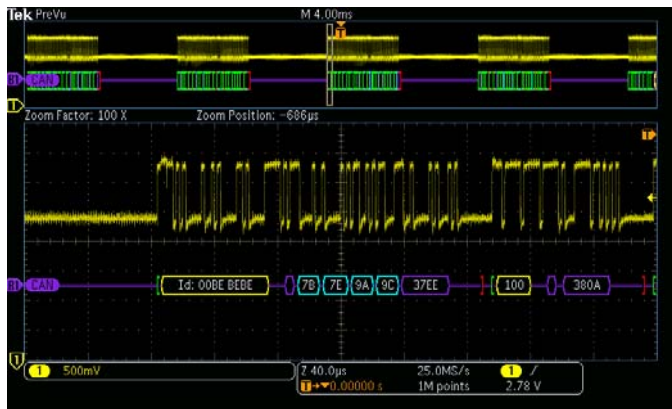 Tek PreVu M 4.00ms
T
B1 CAN
T
Zoom Factor: 100 X Zoom Position: -686µs
T
B1 CAN Id: 00BE BEBE 7B 7E 9A 9C 37EE 100 380A
1
1 500mV Z 40.0µs 25.0MS/s 1 /
T→▼0.00000 s 1M points 2.78 V